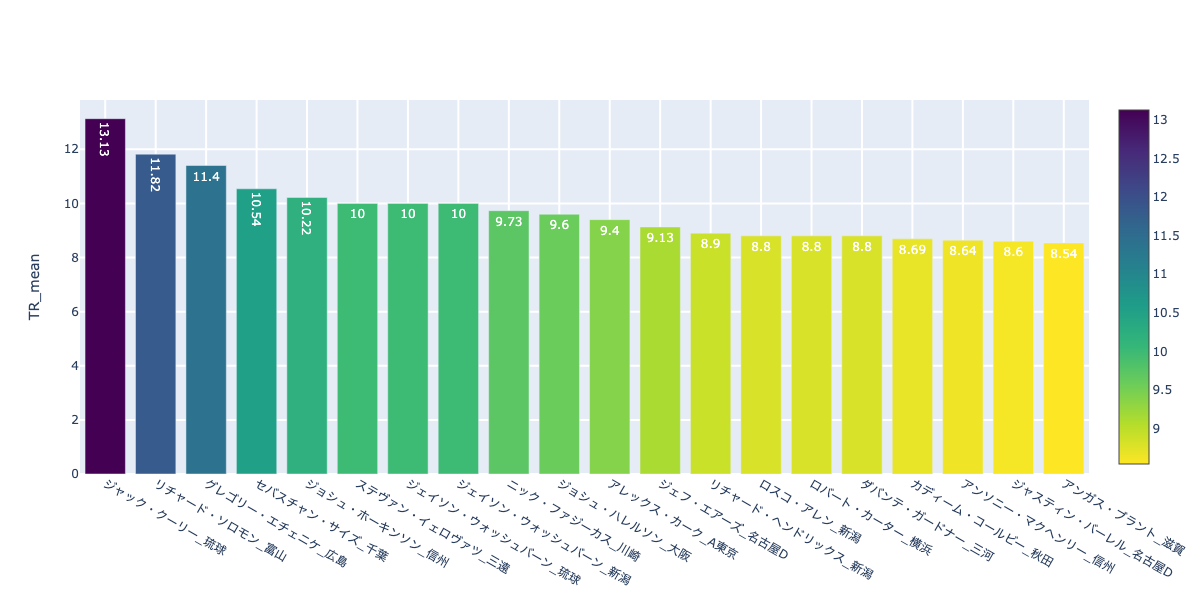 TR_mean
12
10
8
6
4
2
0
13.13
11.82
11.4
10.54
10.22
10
10
10
9.73
9.6
9.4
9.13
8.9
8.8
8.8
8.8
8.69
8.64
8.6
8.54
ジャック・クーリー_琉球
リチャード・ソロモン_富山
グレゴリー・エチェニケ_広島
セバスチャン・サイズ_千葉
ジョシュ・ホーキンソン_信州
ステヴァン・イェロヴァツ_三遠
ジェイソン・ウォッシュバーン_琉球
ジェイソン・ウォッシュバーン_新潟
ニック・ファジーカス_川崎
ジョシュ・ハレルソン_大阪
アレックス・カーク_A東京
ジェフ・エアーズ_名古屋D
リチャード・ヘンドリックス_新潟
ロスコ・アレン_新潟
ロバート・カーター_横浜
ダバンテ・ガードナー_三河
カディーム・コールビー_秋田
アンソニー・マクヘンリー_信州
ジャスティン・バーレル_名古屋D
アンガス・ブラント_滋賀
13
12.5
12
11.5
11
10.5
10
9.5
9